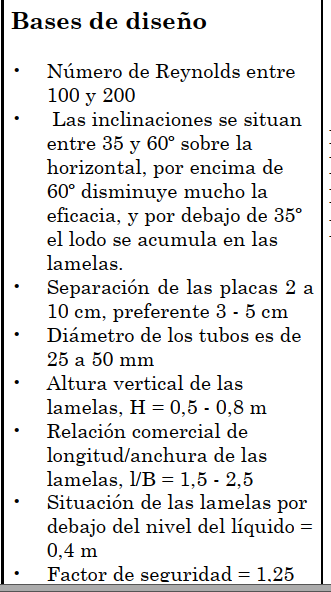 Bases de diseño
• Número de Reynolds entre
100 y 200
• Las inclinaciones se situan
entre 35 y 60º sobre la
horizontal, por encima de
60º disminuye mucho la
eficacia, y por debajo de 35º
el lodo se acumula en las
lamelas.
• Separación de las placas 2 a
10 cm, preferente 3 - 5 cm
• Diámetro de los tubos es de
25 a 50 mm
• Altura vertical de las
lamelas, H = 0,5 - 0,8 m
• Relación comercial de
longitud/anchura de las
lamelas, l/B = 1,5 - 2,5
• Situación de las lamelas por
debajo del nivel del líquido =
0,4 m
• Factor de seguridad = 1,25